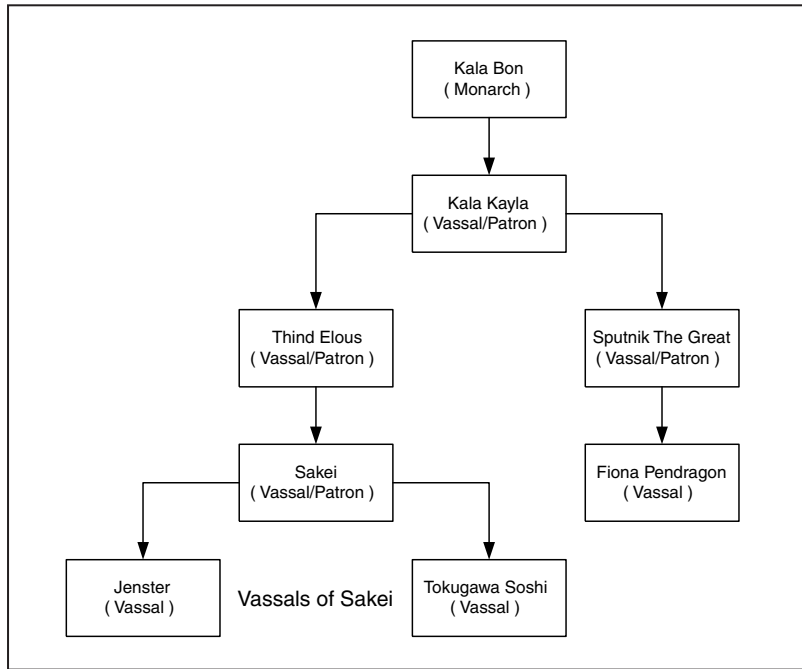 Kala Bon
( Monarch )
Kala Kayla
( Vassal/Patron )
Thind Elous
( Vassal/Patron )
Sputnik The Great
( Vassal/Patron )
Sakei
( Vassal/Patron )
Fiona Pendragon
( Vassal )
Jenster
( Vassal )
Vassals of Sakei
Tokugawa Soshi
( Vassal )